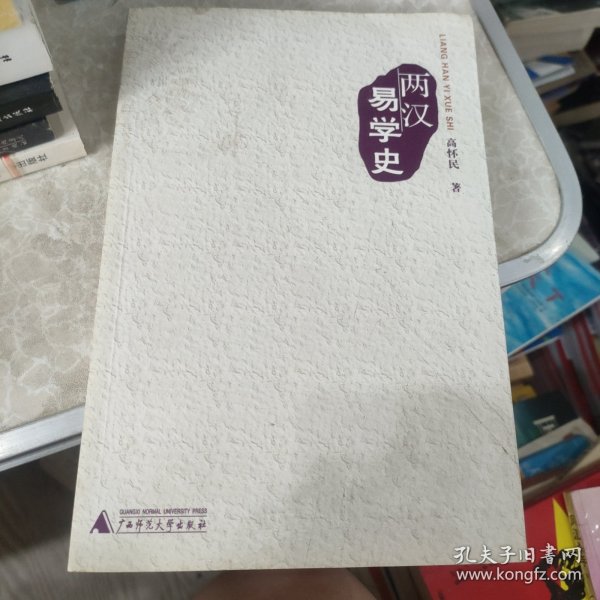 两汉
易学史
LIANG HAN YI XUE SHI
高怀民 著
GUANGXI NORMAL UNIVERSITY PRESS
广西师范大学出版社
孔夫子旧书网
www.kongfz.com